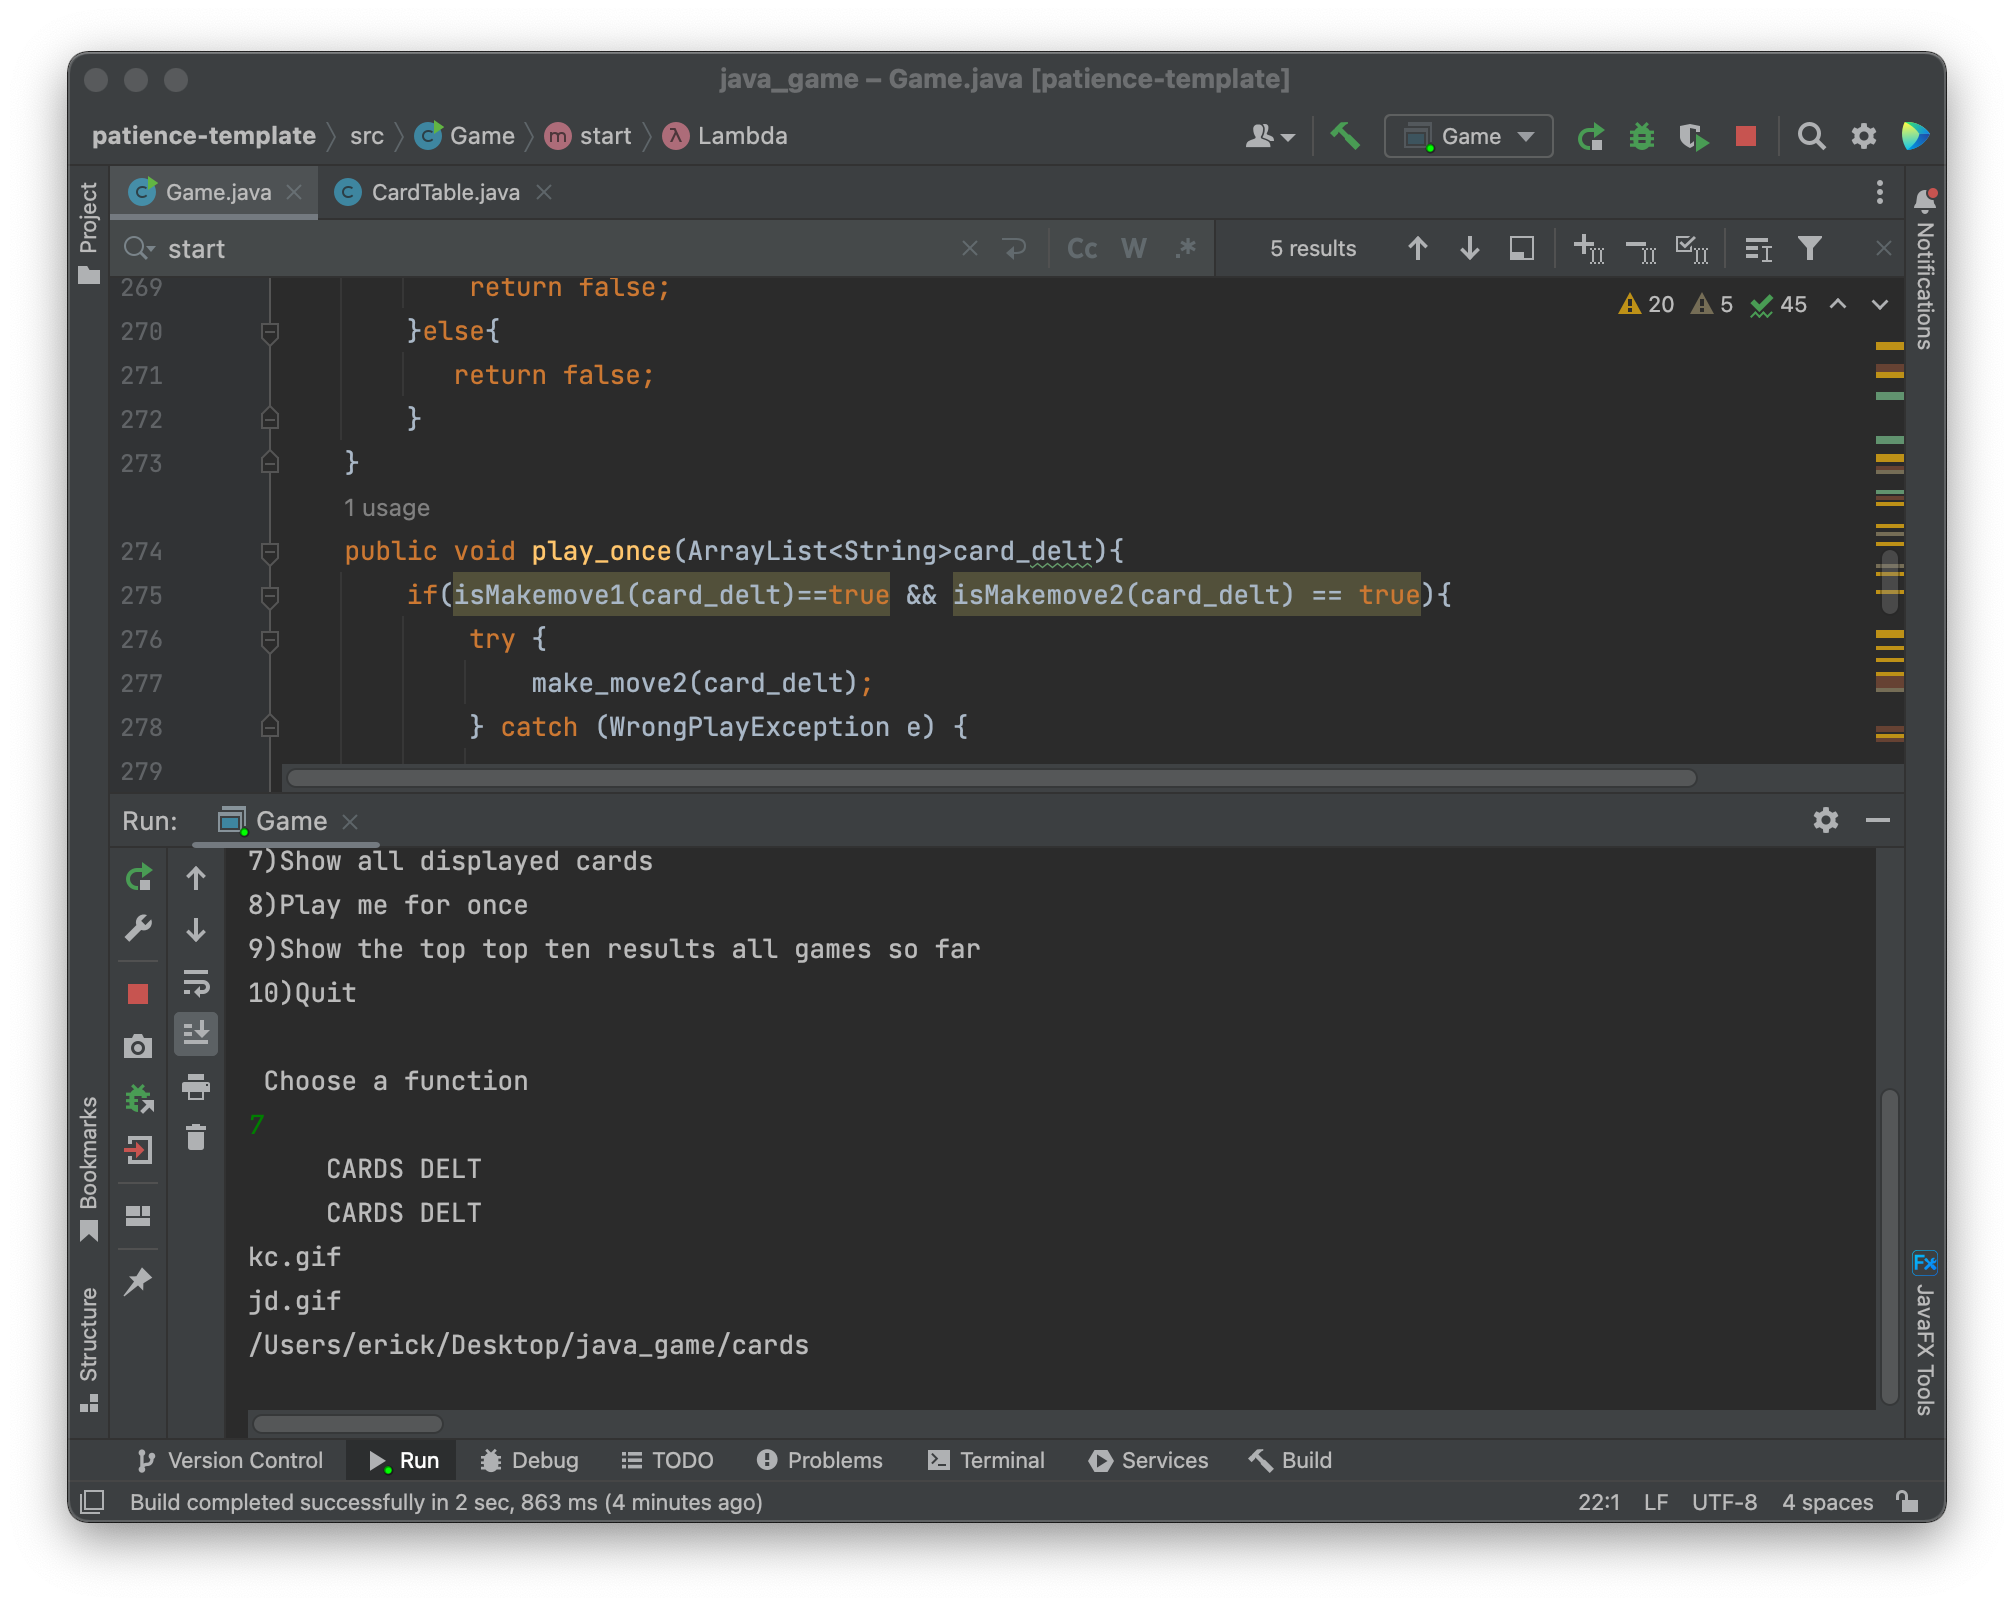 java_game – Game.java [patience-template]
patience-template src C Game m start λ Lambda
Game
C Game.java C CardTable.java
start Cc W .* 5 results
Project
Notifications
269 return false;
20 5 45
270 }else{
271 return false;
272 }
273 }
1 usage
274 public void play_once(ArrayList<String>card_delt){
275 if(isMakemove1(card_delt)==true && isMakemove2(card_delt) == true){
276 try {
277 make_move2(card_delt);
278 } catch (WrongPlayException e) {
279
Run: Game
7)Show all displayed cards
8)Play me for once
9)Show the top top ten results all games so far
10)Quit
Choose a function
7
CARDS DELT
CARDS DELT
kc.gif
jd.gif
/Users/erick/Desktop/java_game/cards
Bookmarks
Structure
Fx
JavaFX Tools
Version Control Run Debug TODO Problems Terminal Services Build
Build completed successfully in 2 sec, 863 ms (4 minutes ago) 22:1 LF UTF-8 4 spaces